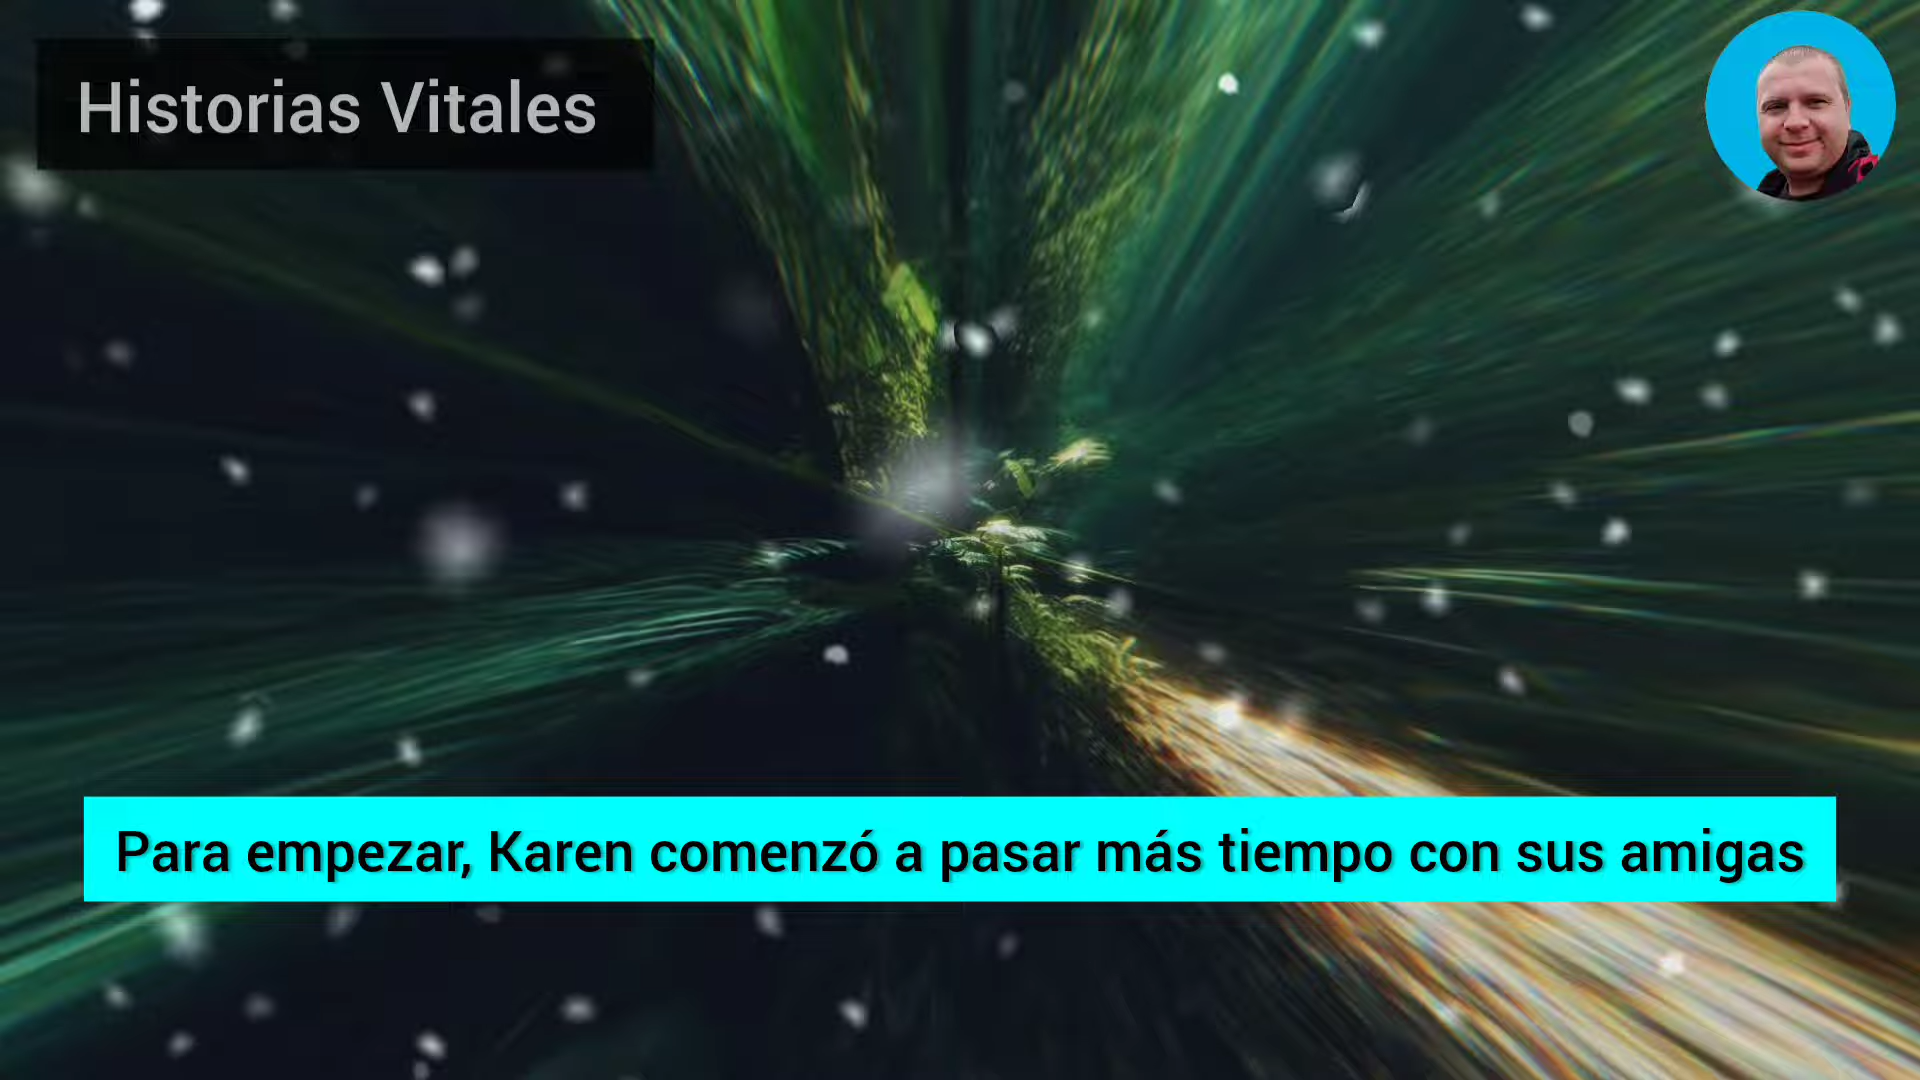 Historias Vitales
Para empezar, Karen comenzó a pasar más tiempo con sus amigas